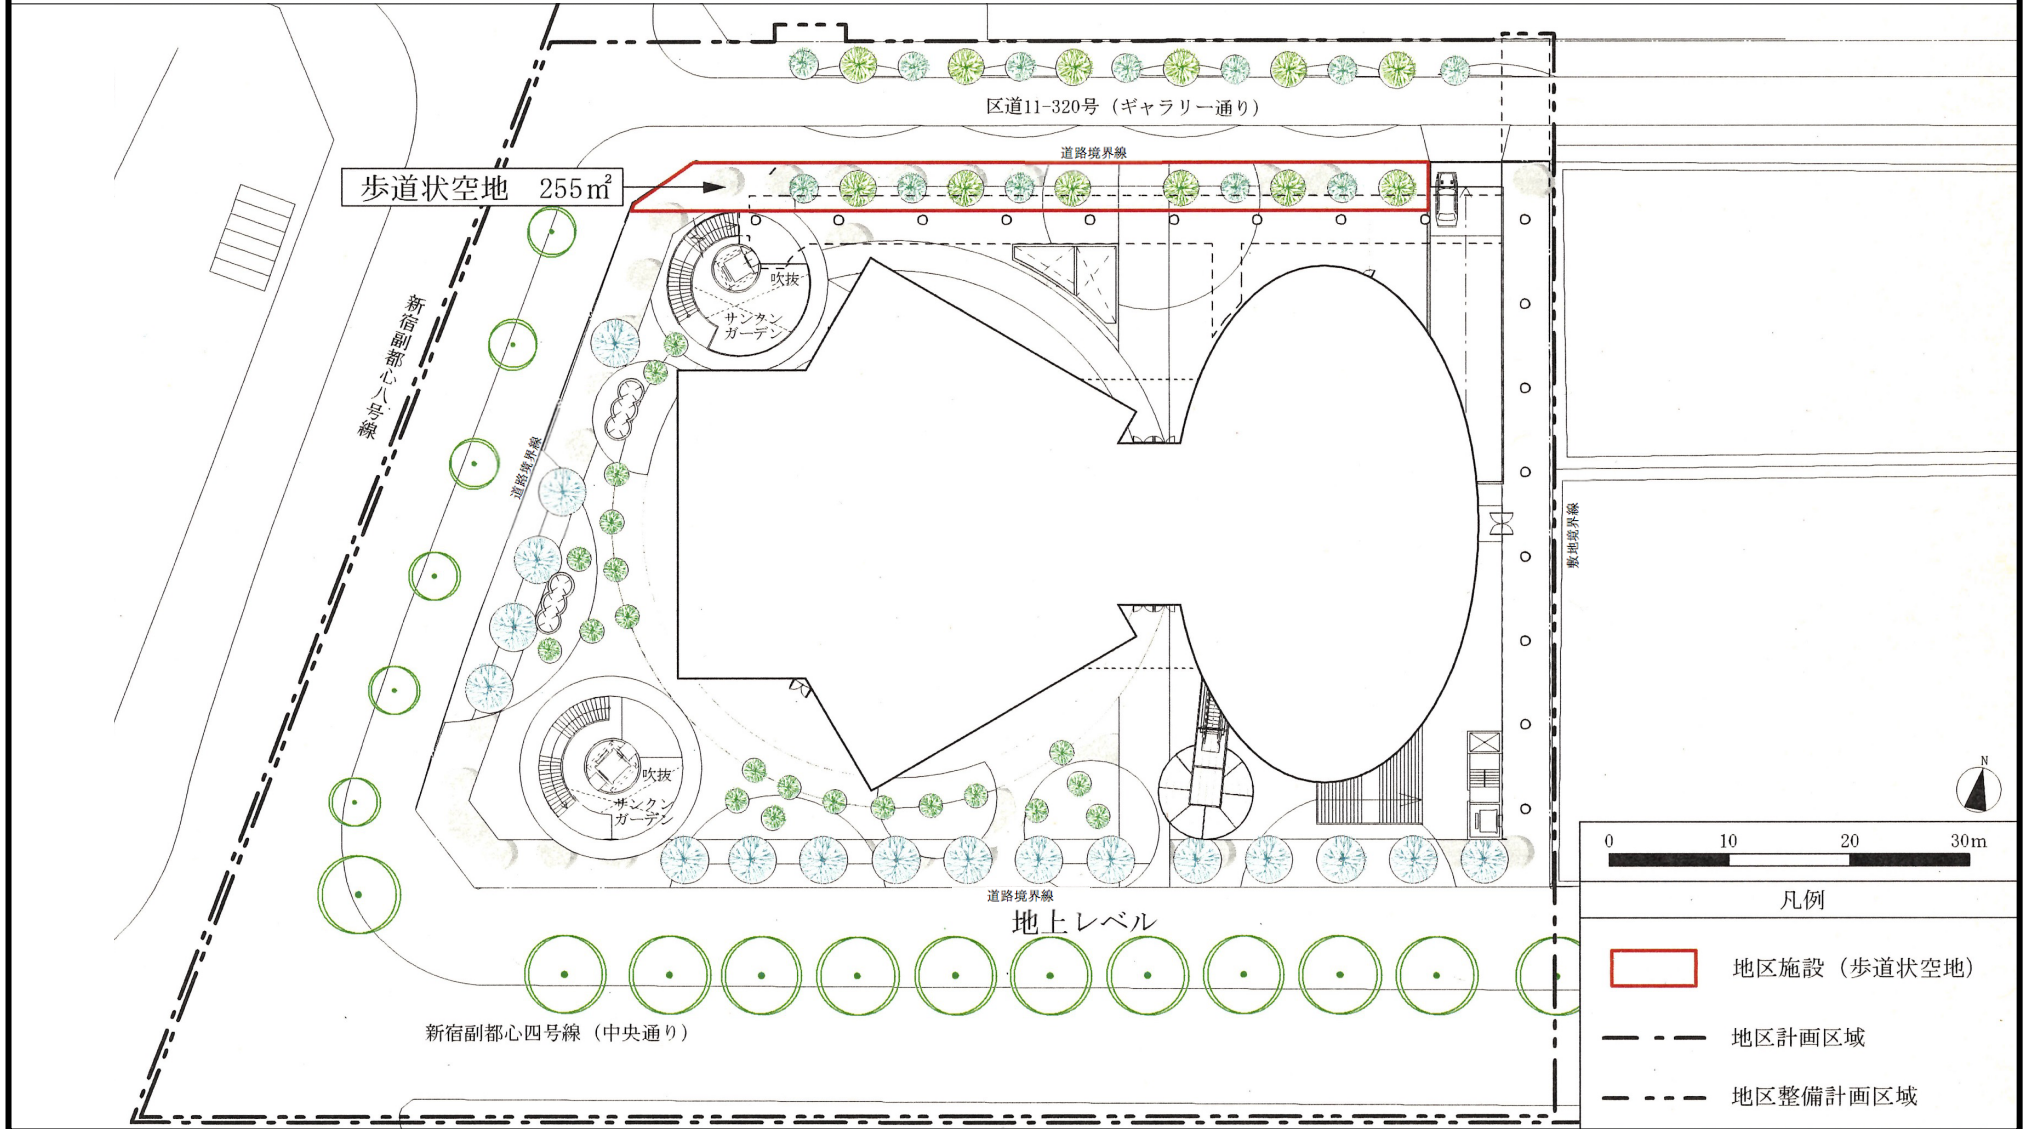 区道11-320号（ギャラリー通り）
道路境界線
歩道状空地　255㎡
吹抜
サンクン
ガーデン
新宿副都心八号線
道路境界線
敷地境界線
吹抜
サンクン
ガーデン
道路境界線
地上レベル
新宿副都心四号線（中央通り）
N
0 10 20 30m
凡例
地区施設（歩道状空地）
地区計画区域
地区整備計画区域